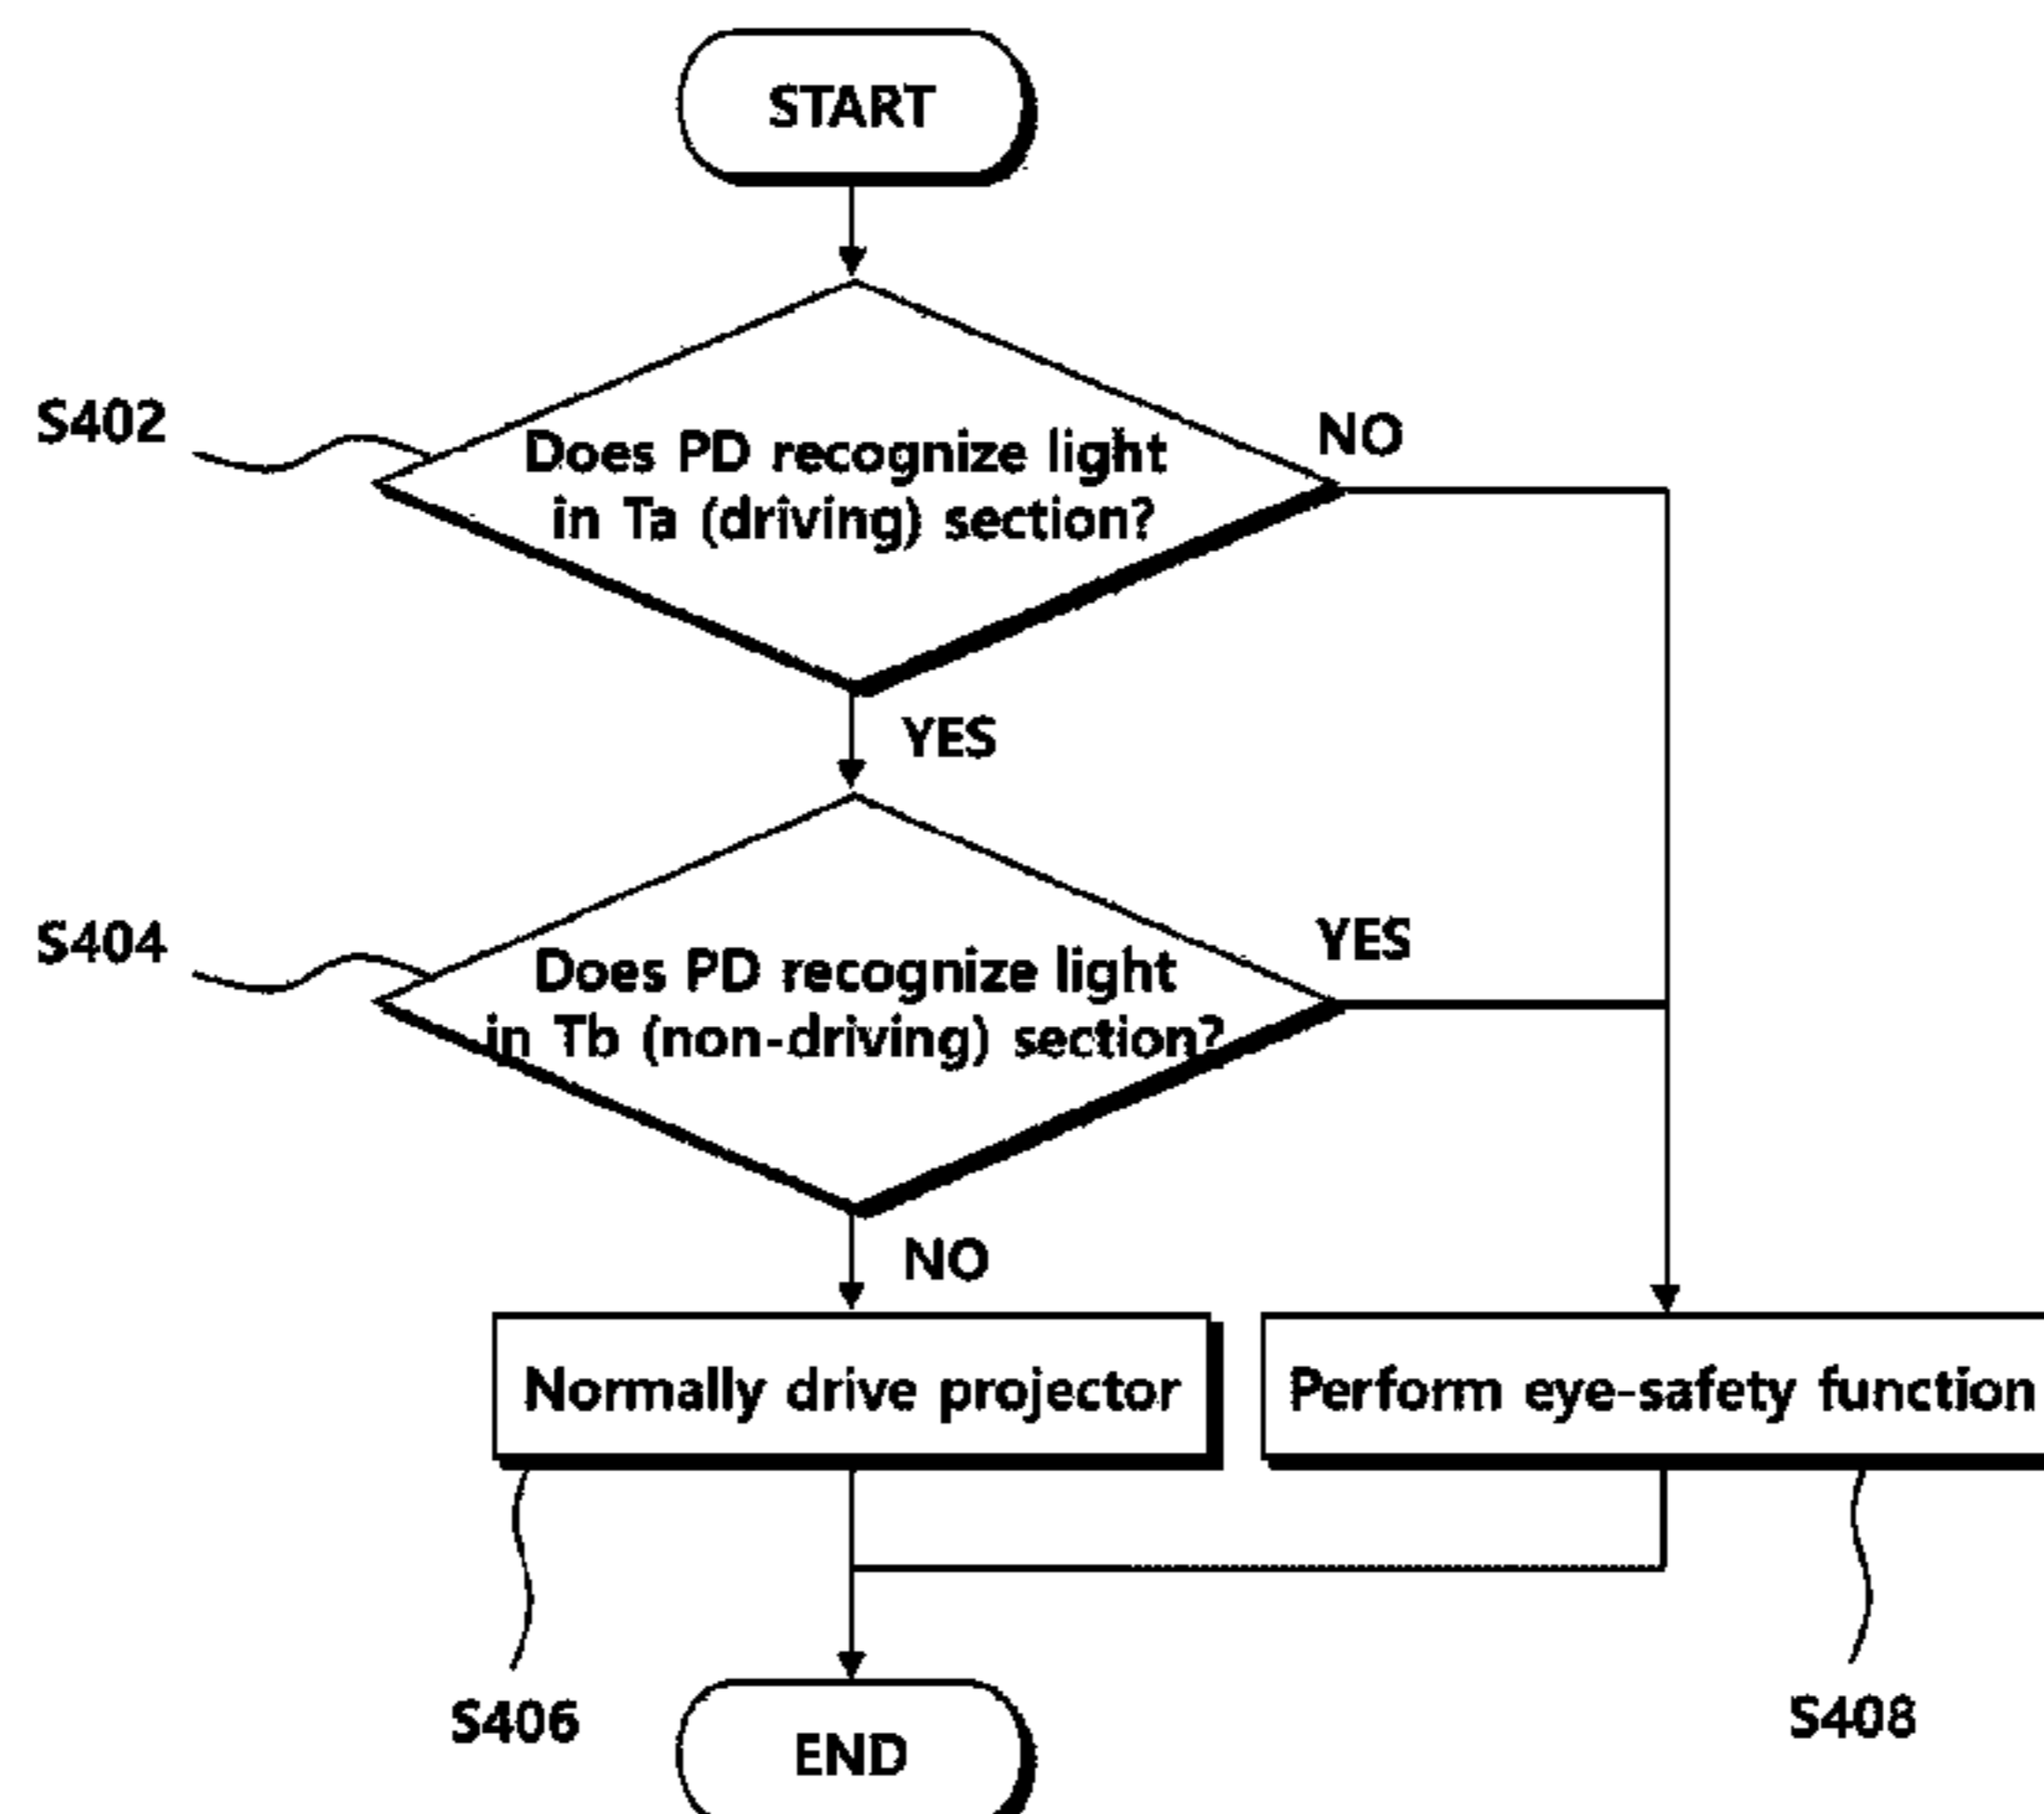 START
S402
Does PD recognize light
in Ta (driving) section?
NO
YES
S404
Does PD recognize light
in Tb (non-driving) section?
YES
NO
Normally drive projector
Perform eye-safety function
S406
S408
END